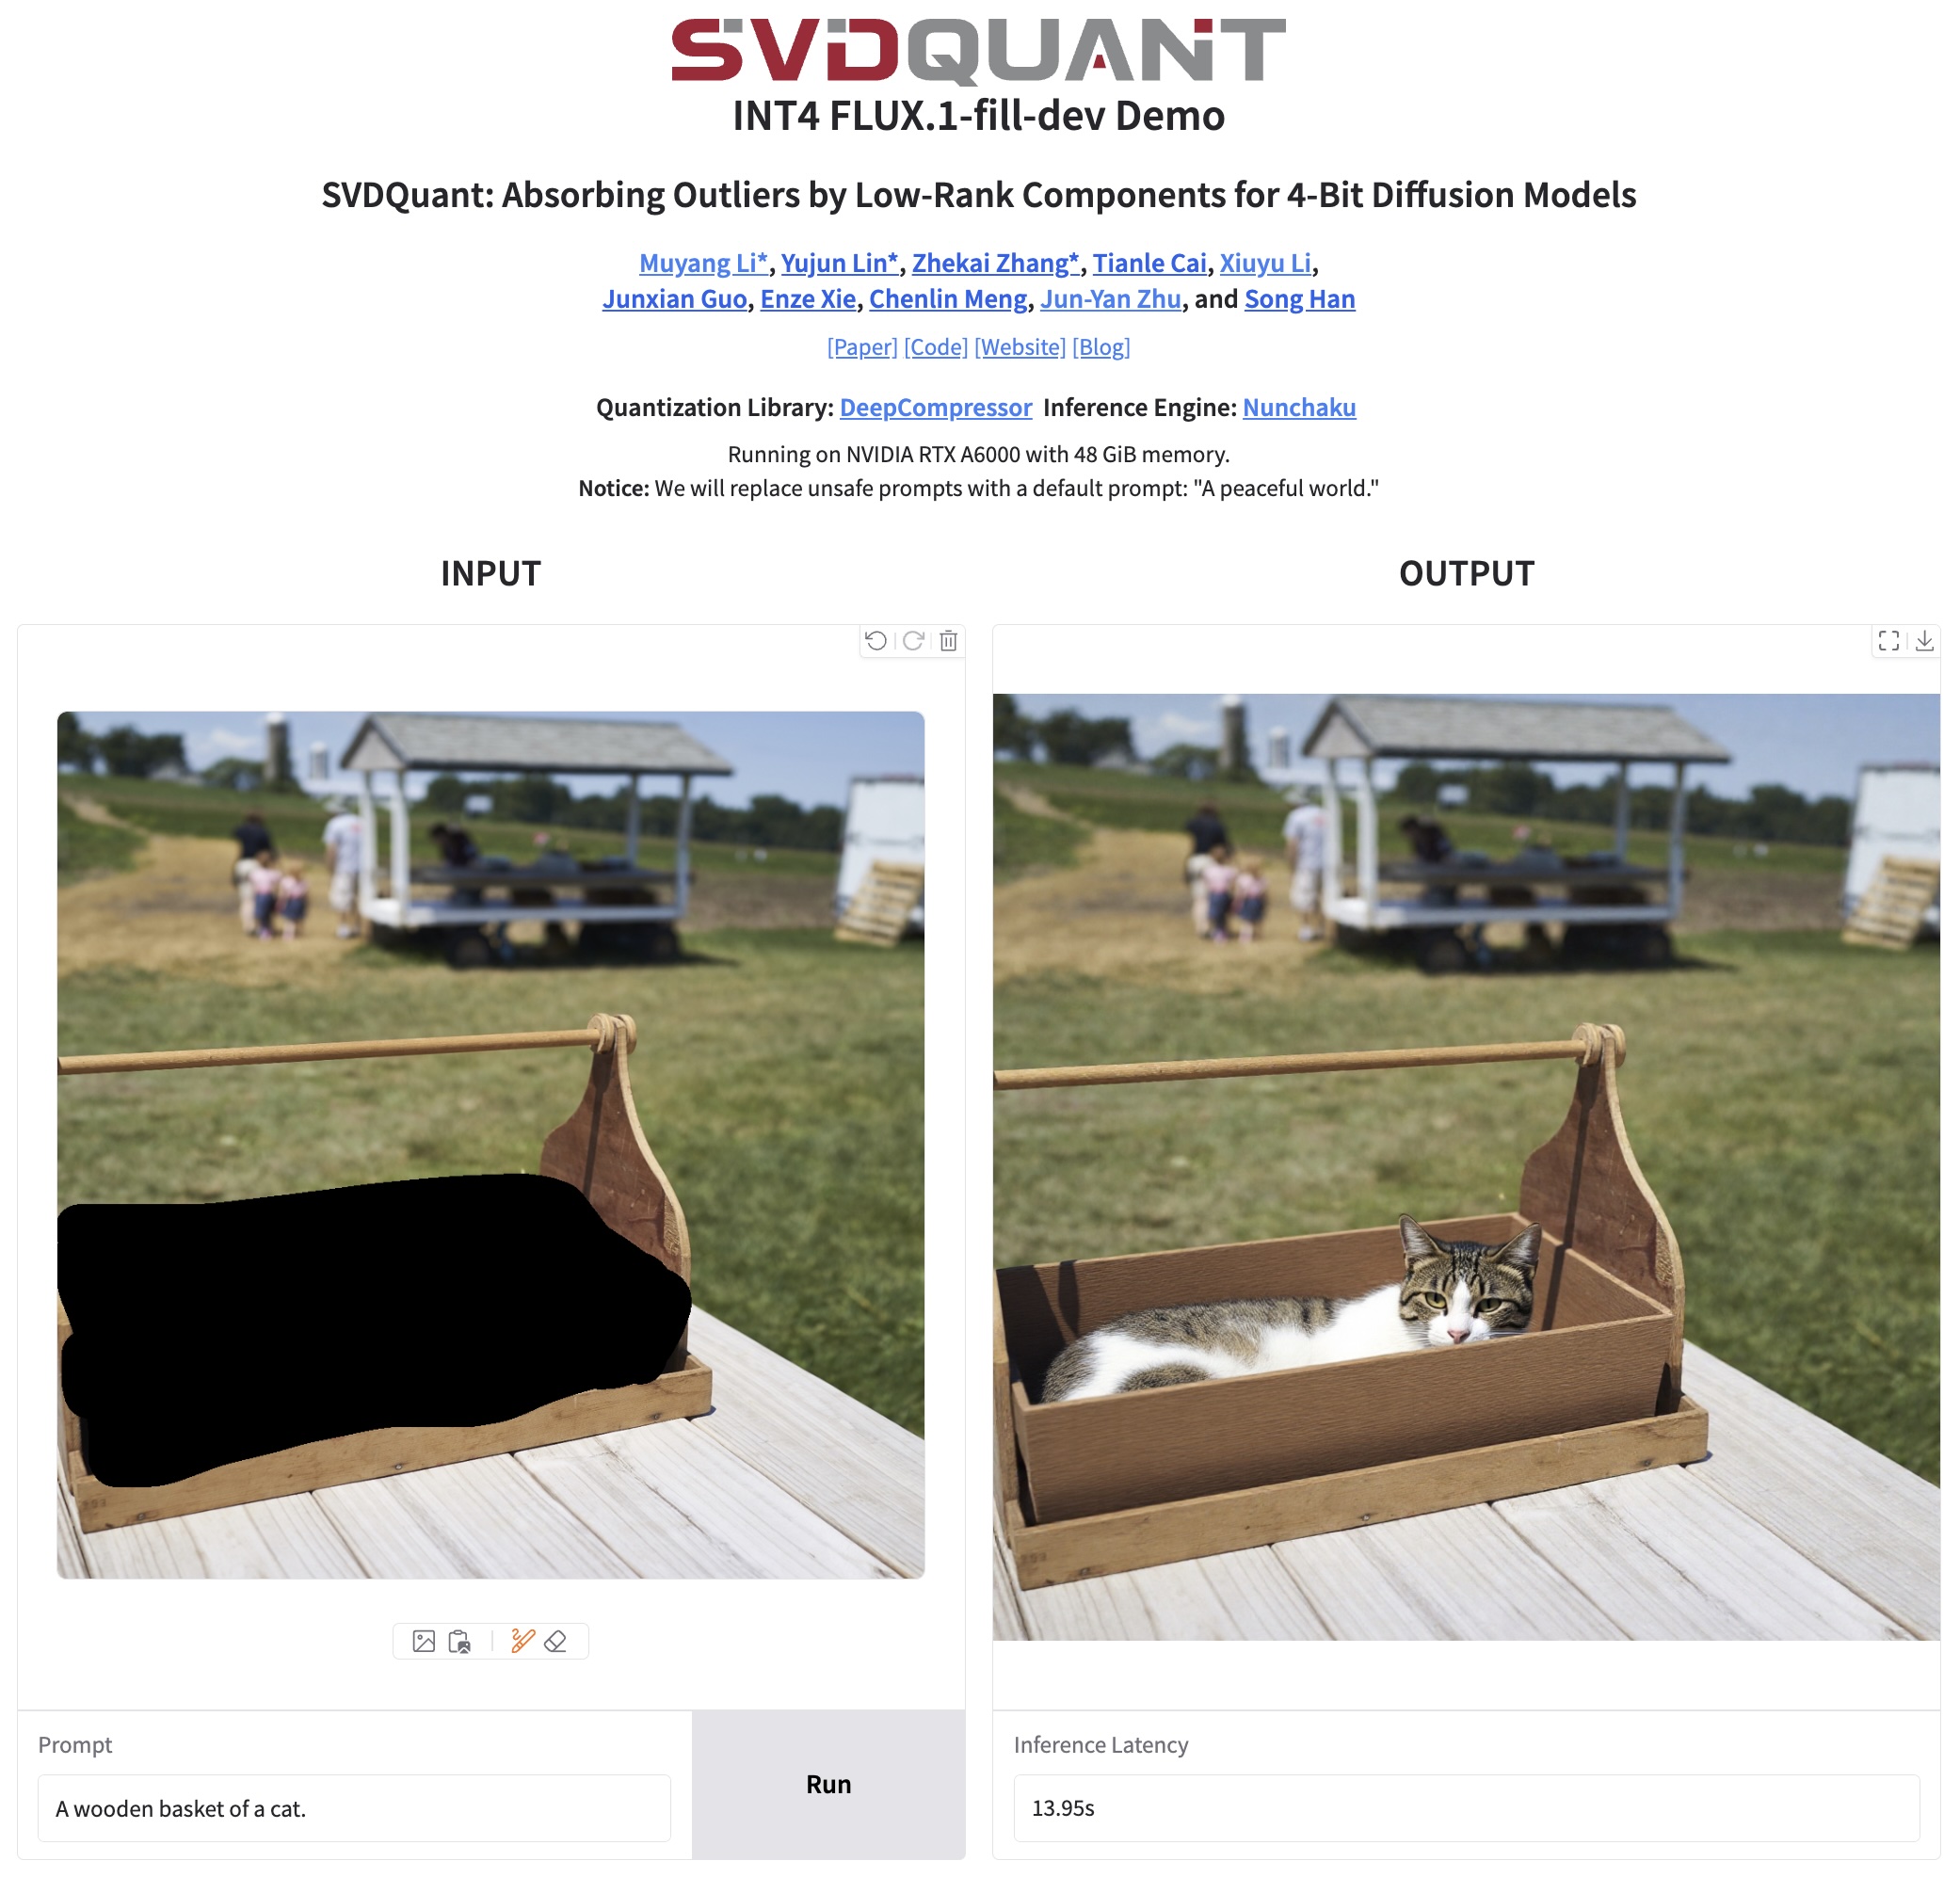 SVDQUANT
INT4 FLUX.1-fill-dev Demo
SVDQuant: Absorbing Outliers by Low-Rank Components for 4-Bit Diffusion Models
Muyang Li*, Yujun Lin*, Zhekai Zhang*, Tianle Cai, Xiuyu Li,
Junxian Guo, Enze Xie, Chenlin Meng, Jun-Yan Zhu, and Song Han
[Paper] [Code] [Website] [Blog]
Quantization Library: DeepCompressor Inference Engine: Nunchaku
Running on NVIDIA RTX A6000 with 48 GiB memory.
Notice: We will replace unsafe prompts with a default prompt: "A peaceful world."
INPUT
OUTPUT
Prompt
A wooden basket of a cat.
Run
Inference Latency
13.95s